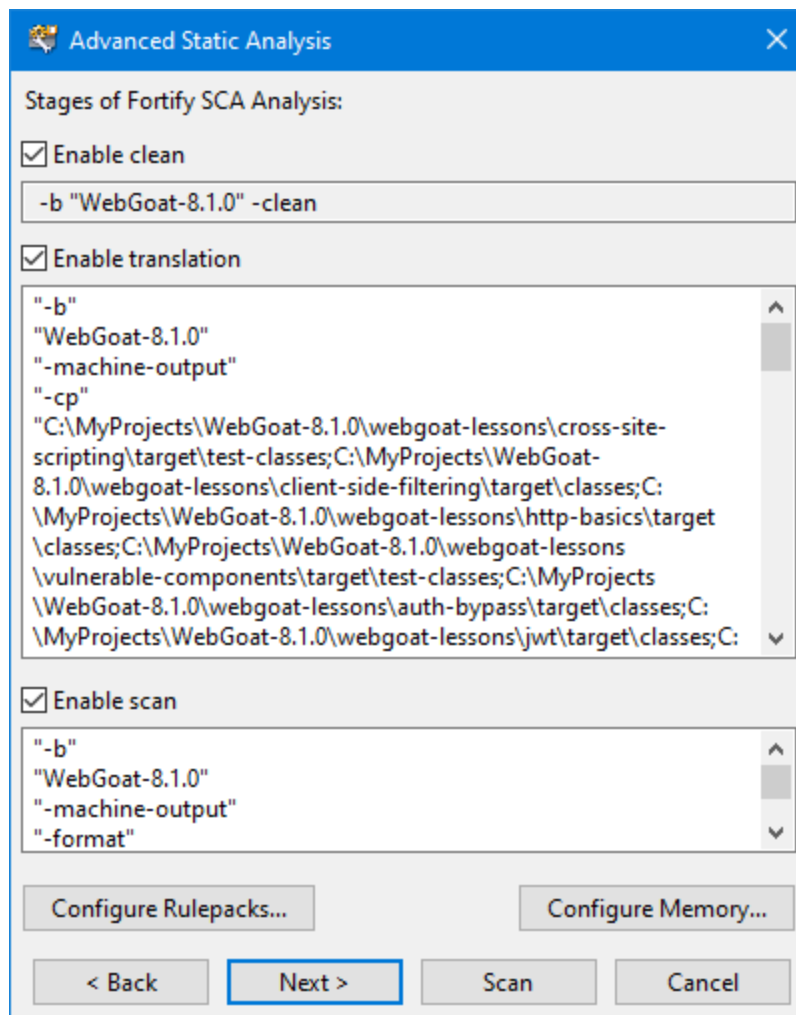 Advanced Static Analysis
Stages of Fortify SCA Analysis:
Enable clean
-b "WebGoat-8.1.0" -clean
Enable translation
"-b"
"WebGoat-8.1.0"
"-machine-output"
"-cp"
"C:\MyProjects\WebGoat-8.1.0\webgoat-lessons\cross-site-
scripting\target\test-classes;C:\MyProjects\WebGoat-
8.1.0\webgoat-lessons\client-side-filtering\target\classes;C:
\MyProjects\WebGoat-8.1.0\webgoat-lessons\http-basics\target
\classes;C:\MyProjects\WebGoat-8.1.0\webgoat-lessons
\vulnerable-components\target\test-classes;C:\MyProjects
\WebGoat-8.1.0\webgoat-lessons\auth-bypass\target\classes;C:
\MyProjects\WebGoat-8.1.0\webgoat-lessons\jwt\target\classes;C:
Enable scan
"-b"
"WebGoat-8.1.0"
"-machine-output"
"-format"
Configure Rulepacks... Configure Memory...
< Back Next > Scan Cancel